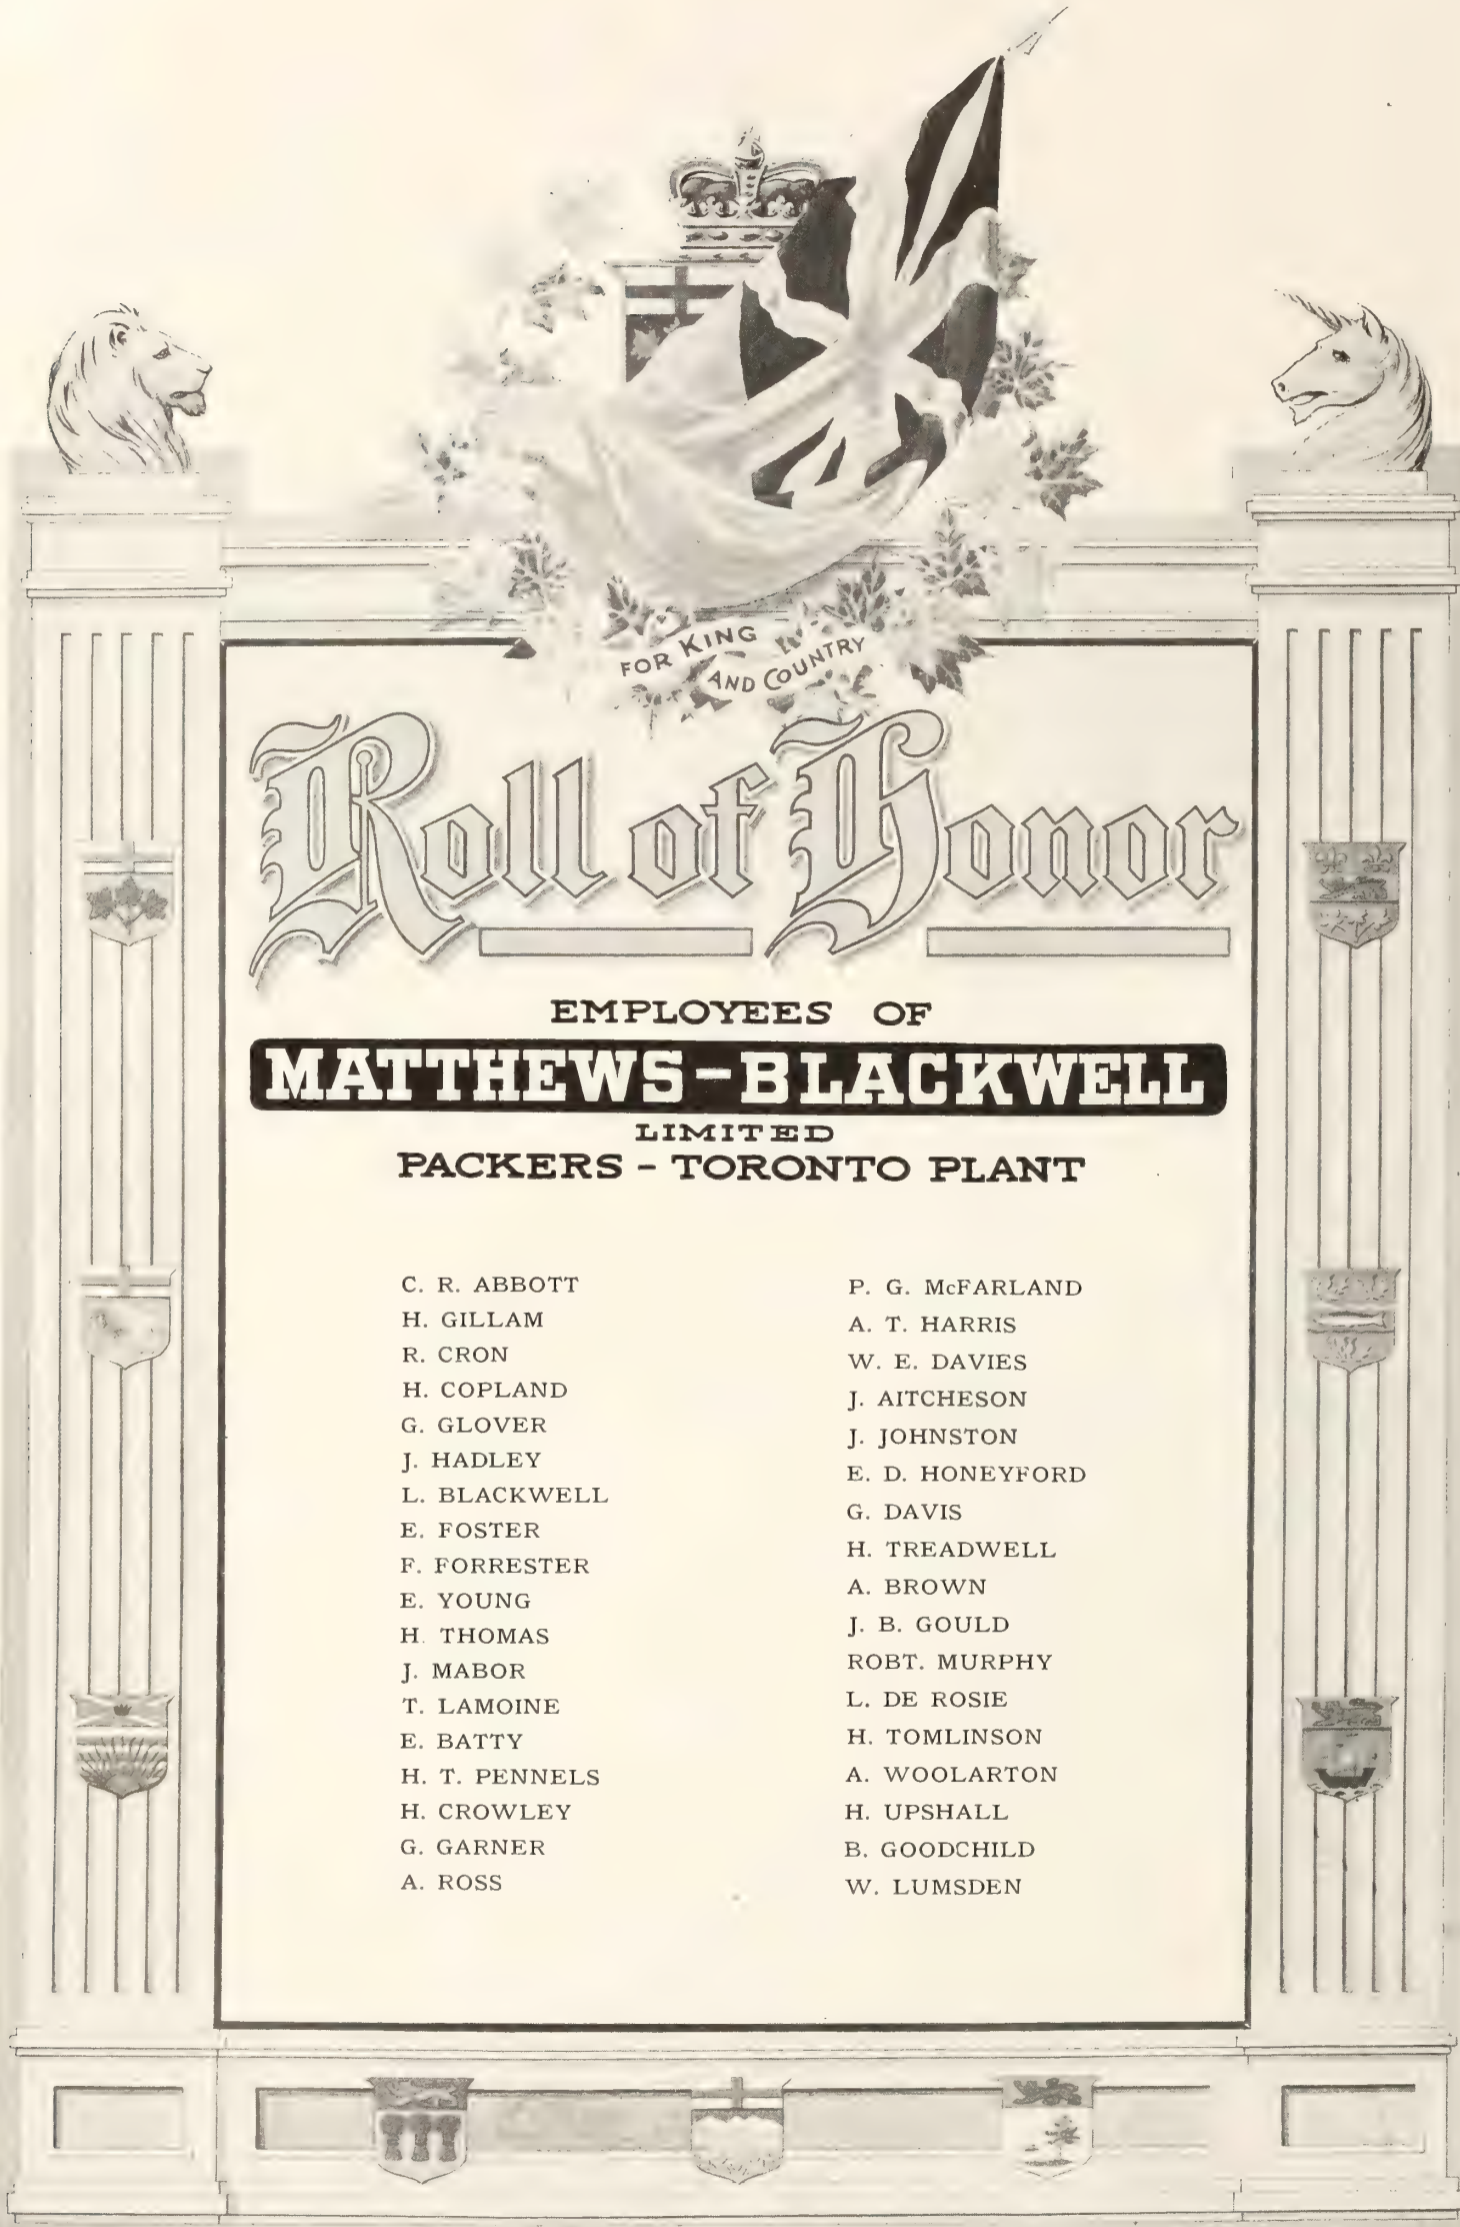 FOR KING
AND COUNTRY
Roll of Honor
EMPLOYEES OF
MATTHEWS-BLACKWELL
LIMITED
PACKERS - TORONTO PLANT
C. R. ABBOTT
H. GILLAM
R. CRON
H. COPLAND
G. GLOVER
J. HADLEY
L. BLACKWELL
E. FOSTER
F. FORRESTER
E. YOUNG
H. THOMAS
J. MABOR
T. LAMOINE
E. BATTY
H. T. PENNELS
H. CROWLEY
G. GARNER
A. ROSS
P. G. McFARLAND
A. T. HARRIS
W. E. DAVIES
J. AITCHESON
J. JOHNSTON
E. D. HONEYFORD
G. DAVIS
H. TREADWELL
A. BROWN
J. B. GOULD
ROBT. MURPHY
L. DE ROSIE
H. TOMLINSON
A. WOOLARTON
H. UPSHALL
B. GOODCHILD
W. LUMSDEN